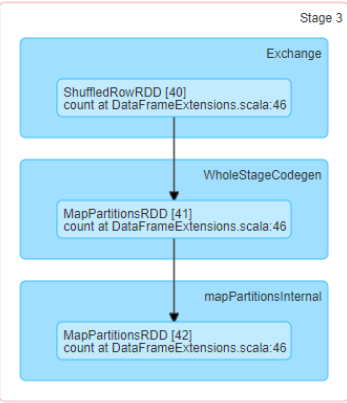 Stage 3
Exchange
ShuffledRowRDD [40]
count at DataFrameExtensions.scala:46
WholeStageCodegen
MapPartitionsRDD [41]
count at DataFrameExtensions.scala:46
mapPartitionsInternal
MapPartitionsRDD [42]
count at DataFrameExtensions.scala:46